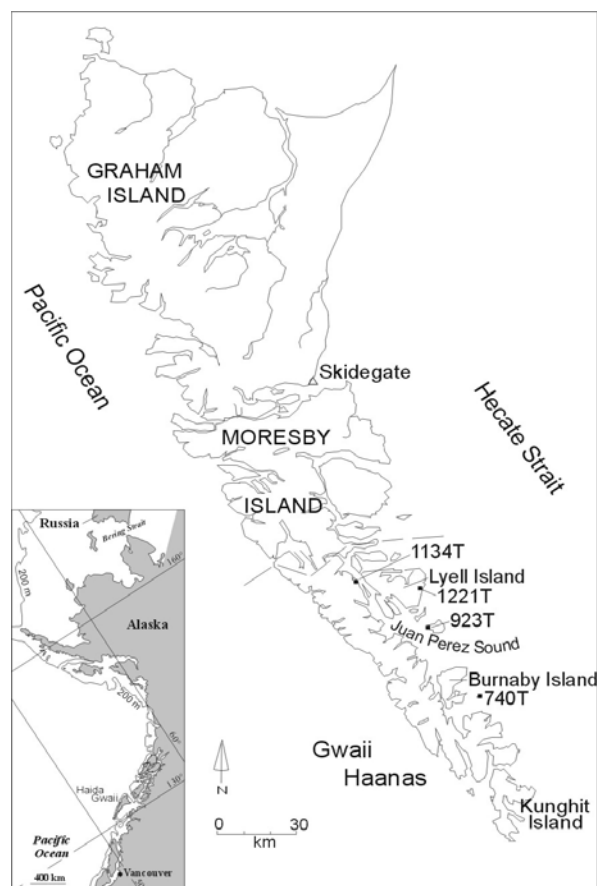 GRAHAM
ISLAND
Pacific Ocean
Skidegate
Hecate Strait
MORESBY
ISLAND
1134T
Lyell Island
1221T
923T
Juan Perez Sound
Burnaby Island
740T
Gwaii
Haanas
Kunghit
Island
N
0 30
km
Russia
Bering Strait
200 m
160°
Alaska
200 m
60°
130°
Haida
Gwaii
Pacific
Ocean
Vancouver
400 km